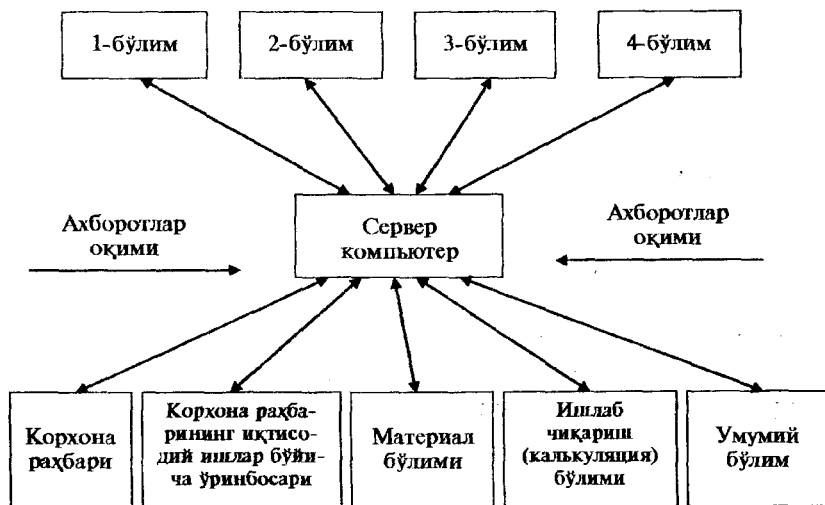 1-бўлим
2-бўлим
3-бўлим
4-бўлим
Ахборотлар
оқими
Сервер
компьютер
Ахборотлар
оқими
Корхона
раҳбари
Корхона раҳба-
рининг иқтисо-
дий ишлар бўйи-
ча ўринбосари
Материал
бўлими
Ишлаб
чиқариш
(калькуляция)
бўлими
Умумий
бўлим